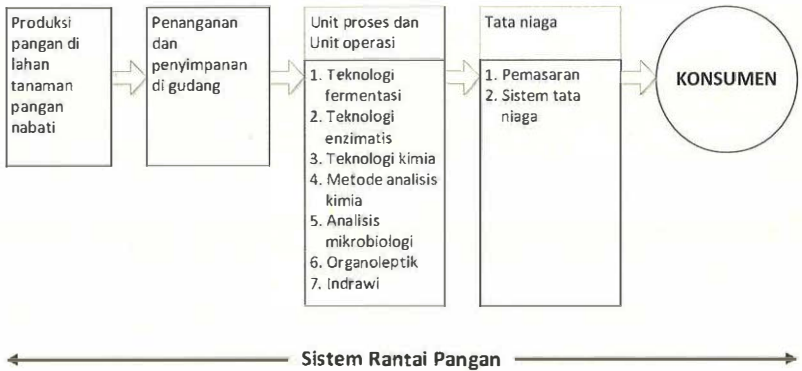 Produksi
pangan di
lahan
tanaman
pangan
nabati
Penanganan
dan
penyimpanan
di gudang
Unit proses dan
Unit operasi
1. Teknologi
fermentasi
2. Teknologi
enzimatis
3. Teknologi kimia
4. Metode analisis
kimia
5. Analisis
mikrobiologi
6. Organoleptik
7. Indrawi
Tata niaga
1. Pemasaran
2. Sistem tata
niaga
KONSUMEN
Sistem Rantai Pangan